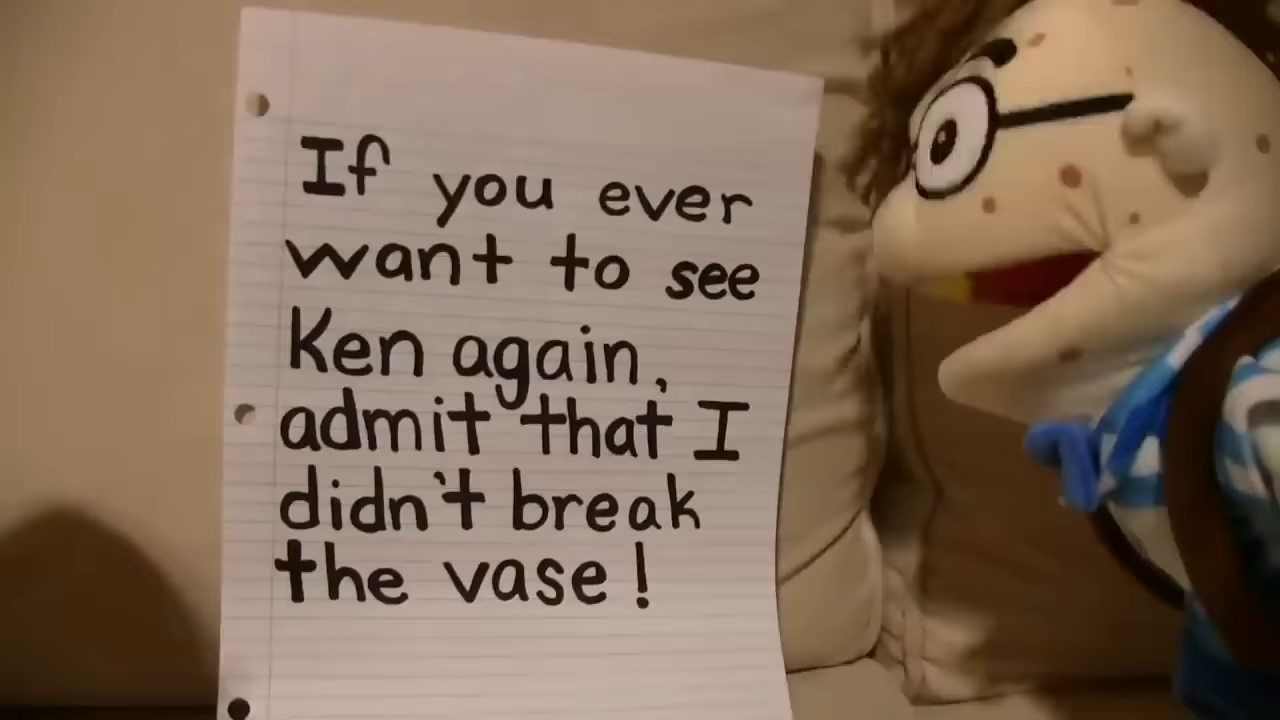 If you ever
want to see
Ken again,
admit that I
didn't break
the vase!